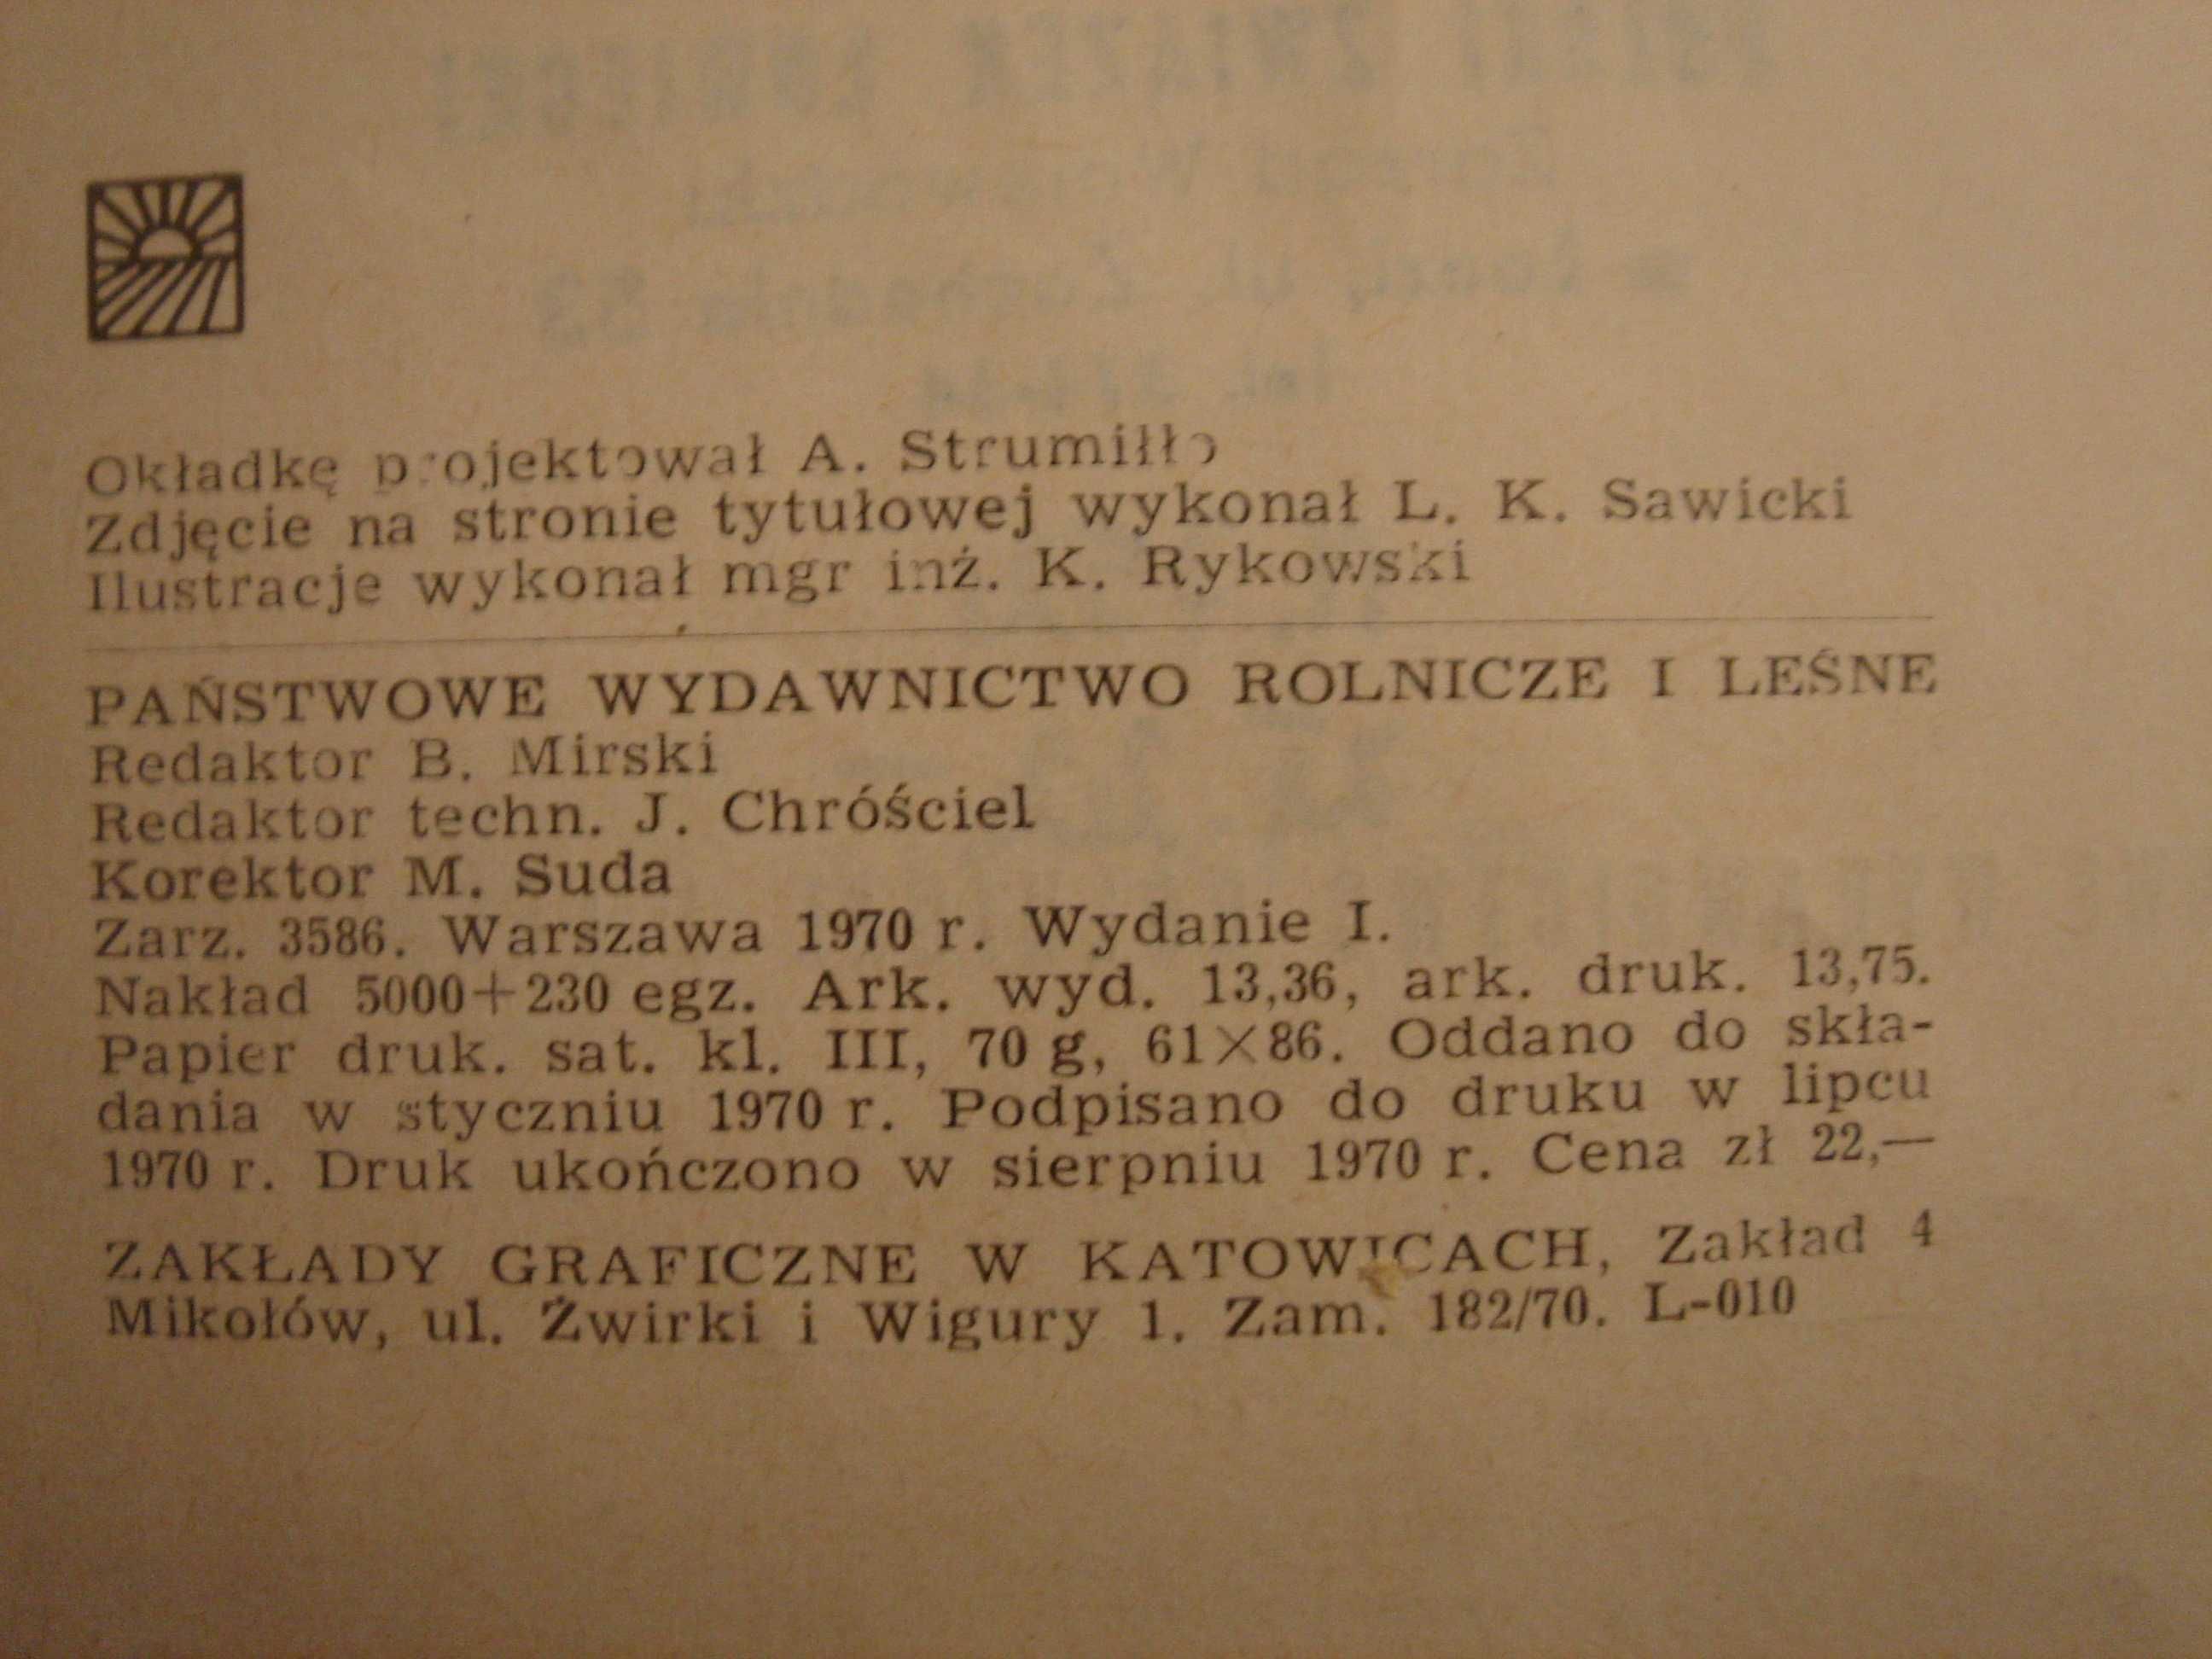 Okładkę projektował A. Strumiłło
Zdjęcie na stronie tytułowej wykonał L. K. Sawicki
Ilustracje wykonał mgr inż. K. Rykowski
PAŃSTWOWE WYDAWNICTWO ROLNICZE I LEŚNE
Redaktor B. Mirski
Redaktor techn. J. Chróściel
Korektor M. Suda
Zarz. 3586. Warszawa 1970 r. Wydanie I.
Nakład 5000+230 egz. Ark. wyd. 13,36, ark. druk. 13,75.
Papier druk. sat. kl. III, 70 g, 61×86. Oddano do skła-
dania w styczniu 1970 r. Podpisano do druku w lipcu
1970 r. Druk ukończono w sierpniu 1970 r. Cena zł 22,—
ZAKŁADY GRAFICZNE W KATOWICACH, Zakład 4
Mikołów, ul. Żwirki i Wigury 1. Zam. 182/70. L-010